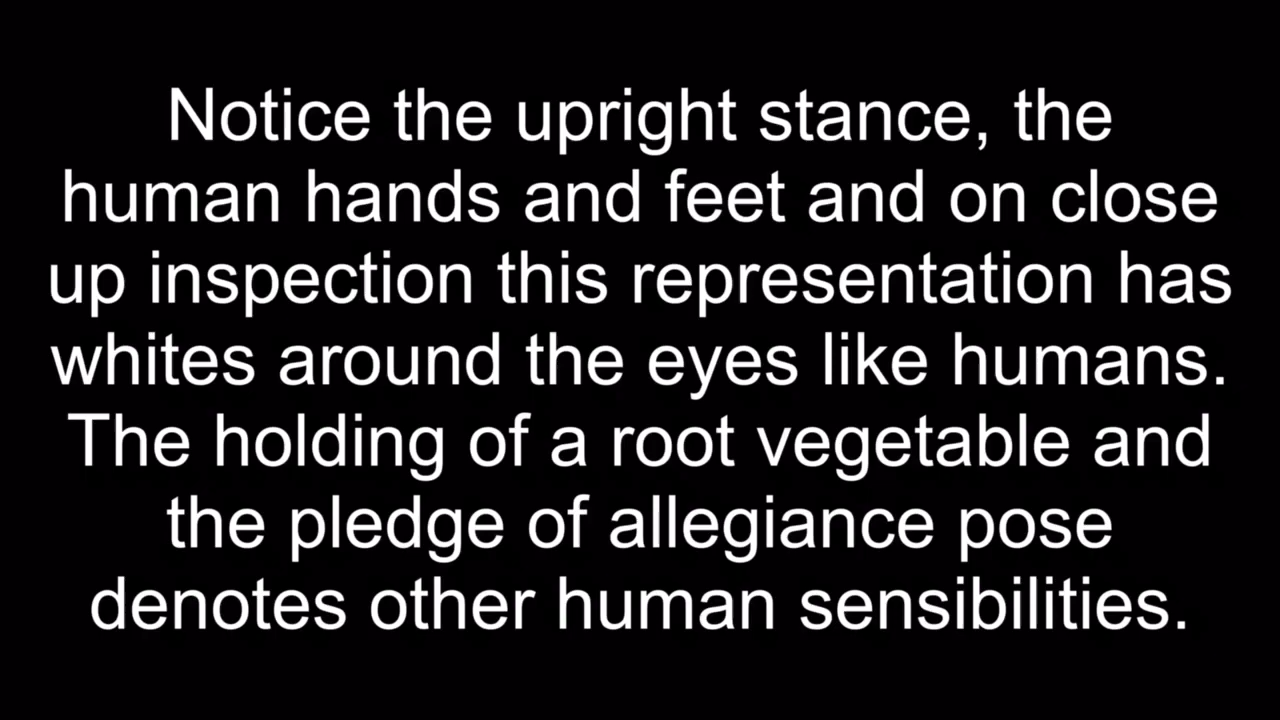 Notice the upright stance, the
human hands and feet and on close
up inspection this representation has
whites around the eyes like humans.
The holding of a root vegetable and
the pledge of allegiance pose
denotes other human sensibilities.